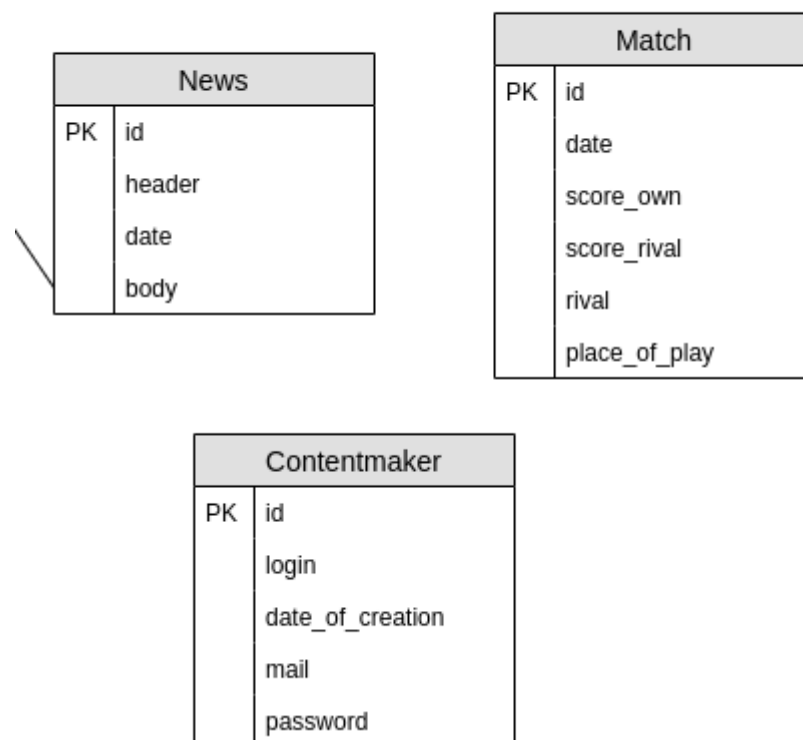 News
PK id
header
date
body
Match
PK id
date
score_own
score_rival
rival
place_of_play
Contentmaker
PK id
login
date_of_creation
mail
password